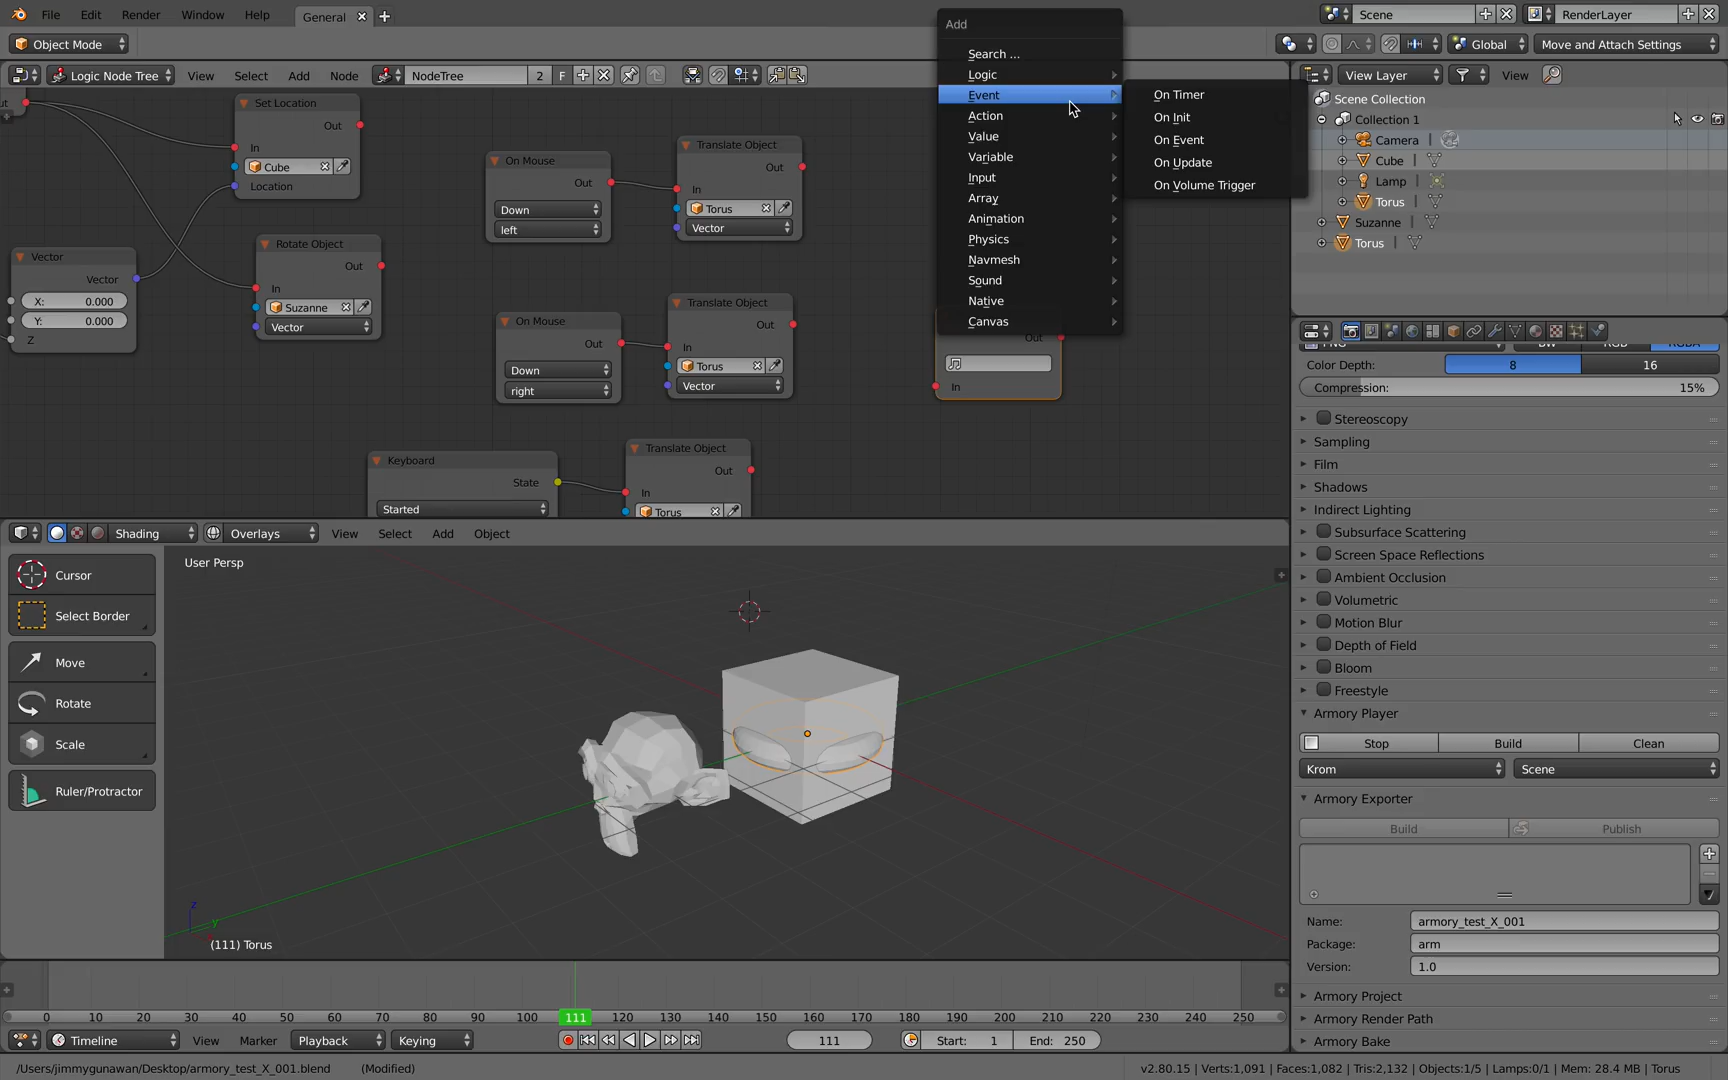 File Edit Render Window Help General Scene RenderLayer
Object Mode Global Move and Attach Settings
Logic Node Tree View Select Add Node NodeTree 2 F
Set Location
Out
In
Cube
Location
Vector
Vector
X: 0.000
Y: 0.000
Z
Rotate Object
Out
In
Suzanne
Vector
On Mouse
Out
Down
left
Translate Object
Out
In
Torus
Vector
On Mouse
Out
Down
right
Translate Object
Out
In
Torus
Vector
Keyboard
State
Started
Translate Object
Out
In
Torus
Out
In
Add
Search ...
Logic
Event
Action
Value
Variable
Input
Array
Animation
Physics
Navmesh
Sound
Native
Canvas
On Timer
On Init
On Event
On Update
On Volume Trigger
View Layer View
Scene Collection
Collection 1
Camera
Cube
Lamp
Torus
Suzanne
Torus
Color Depth: 8 16
Compression: 15%
Stereoscopy
Sampling
Film
Shadows
Indirect Lighting
Subsurface Scattering
Screen Space Reflections
Ambient Occlusion
Volumetric
Motion Blur
Depth of Field
Bloom
Freestyle
Armory Player
Stop Build Clean
Krom Scene
Armory Exporter
Build Publish
Name: armory_test_X_001
Package: arm
Version: 1.0
Armory Project
Armory Render Path
Armory Bake
Shading Overlays View Select Add Object
Cursor
Select Border
Move
Rotate
Scale
Ruler/Protractor
User Persp
z
y
(111) Torus
0 10 20 30 40 50 60 70 80 90 100 111 120 130 140 150 160 170 180 190 200 210 220 230 240 250
Timeline View Marker Playback Keying 111 Start: 1 End: 250
/Users/jimmygunawan/Desktop/armory_test_X_001.blend (Modified) v2.80.15 | Verts:1,091 | Faces:1,082 | Tris:2,132 | Objects:1/5 | Lamps:0/1 | Mem: 28.4 MB | Torus